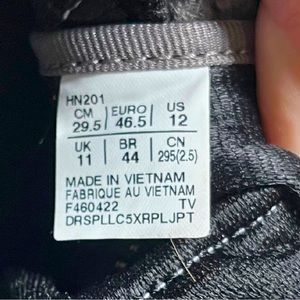 HN201
CM EURO US
29.5 46.5 12
UK BR CN
11 44 295(2.5)
MADE IN VIETNAM
FABRIQUE AU VIETNAM
F460422 TV
DRSPLLC5XRPLJPT